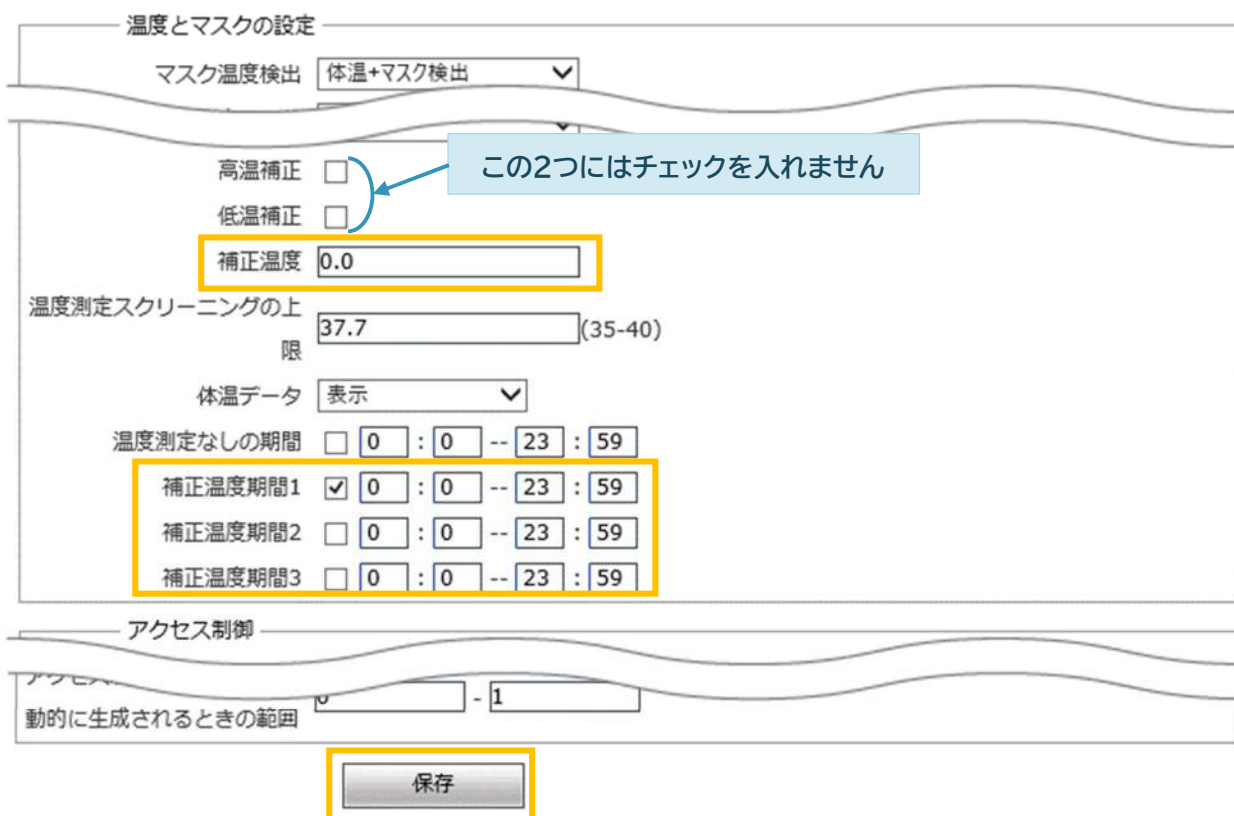 温度とマスクの設定
マスク温度検出 体温+マスク検出
この2つにはチェックを入れません
高温補正
低温補正
補正温度 0.0
温度測定スクリーニングの上
限 37.7 (35-40)
体温データ 表示
温度測定なしの期間 0 : 0 -- 23 : 59
補正温度期間1 0 : 0 -- 23 : 59
補正温度期間2 0 : 0 -- 23 : 59
補正温度期間3 0 : 0 -- 23 : 59
アクセス制御
- 1
動的に生成されるときの範囲
保存